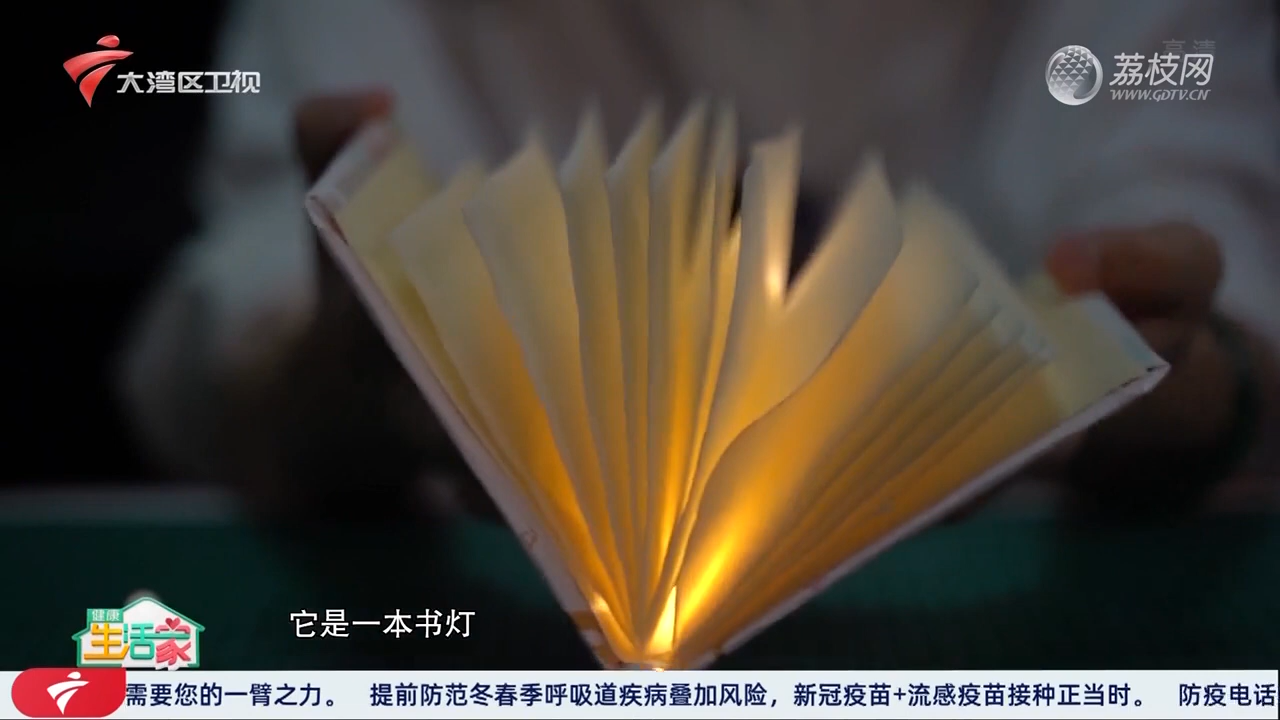 大湾区卫视
高清
荔枝网
WWW.GDTV.CN
健康
生活家
它是一本书灯
需要您的一臂之力。 提前防范冬春季呼吸道疾病叠加风险，新冠疫苗+流感疫苗接种正当时。 防疫电话